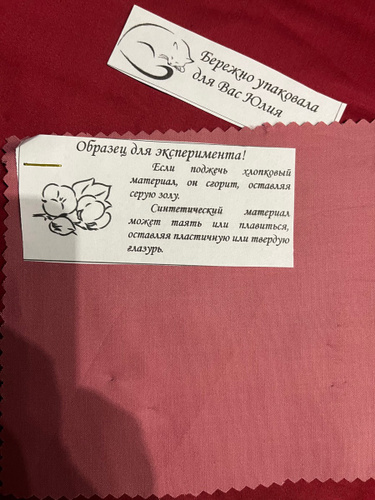 Бережно упаковала
для Вас Юлия
Образец для эксперимента!
Если поджечь хлопковый
материал, он сгорит, оставляя
серую золу.
Синтетический материал
может таять или плавиться,
оставляя пластичную или твердую
глазурь.